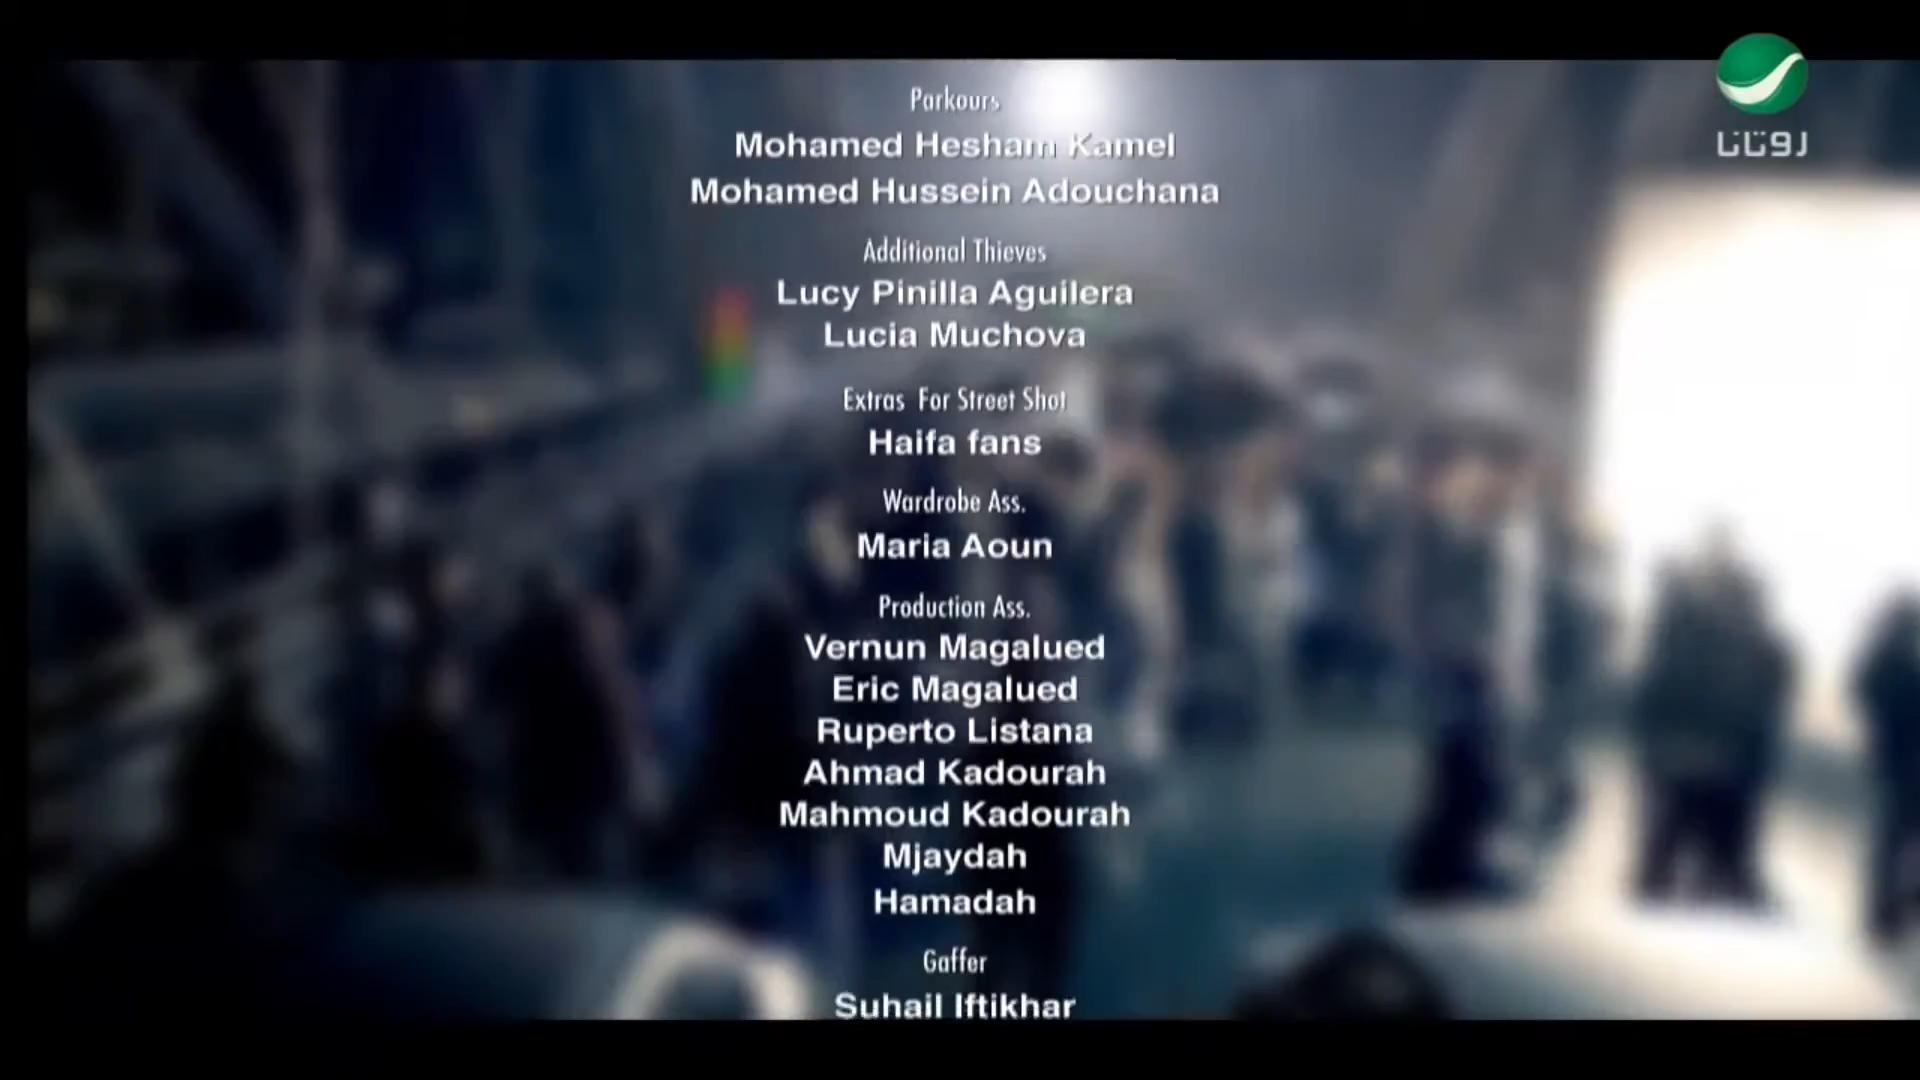 روتانا
Parkours
Mohamed Hesham Kamel
Mohamed Hussein Adouchana
Additional Thieves
Lucy Pinilla Aguilera
Lucia Muchova
Extras For Street Shot
Haifa fans
Wardrobe Ass.
Maria Aoun
Production Ass.
Vernun Magalued
Eric Magalued
Ruperto Listana
Ahmad Kadourah
Mahmoud Kadourah
Mjaydah
Hamadah
Gaffer
Suhail Iftikhar